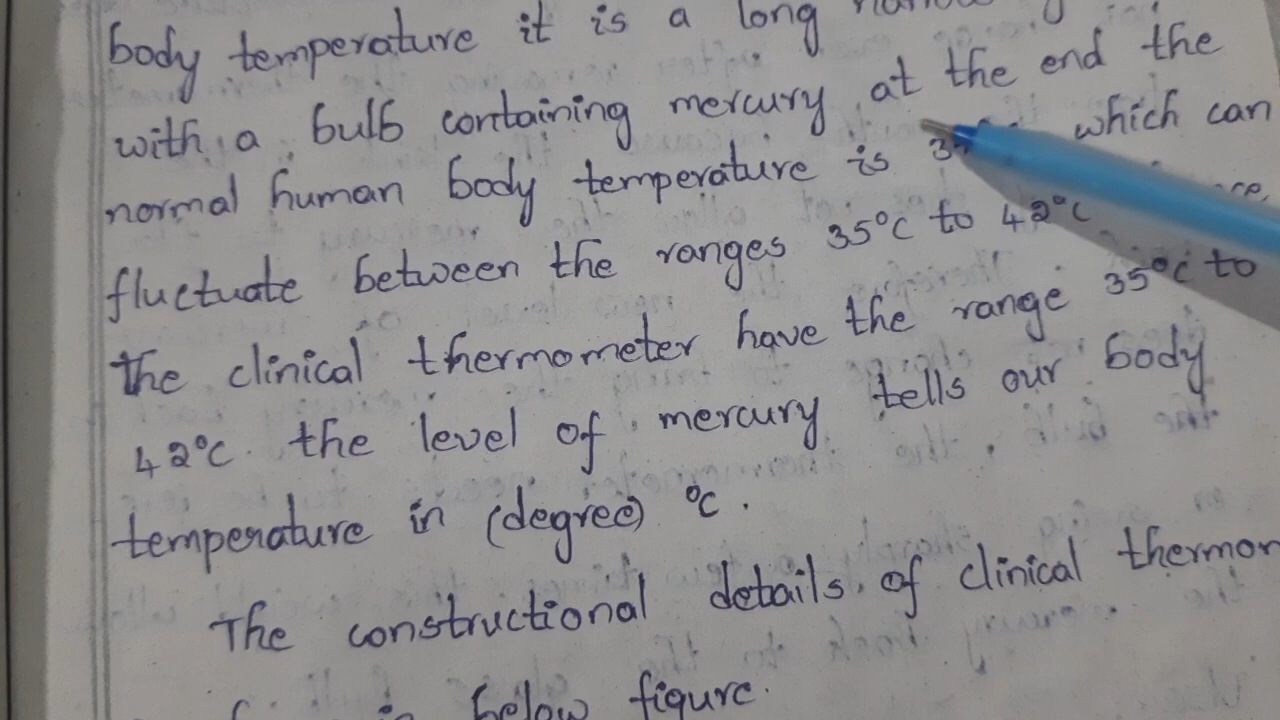 body temperature it is a long
with a bulb containing mercury at the end the
normal human body temperature is which can
fluctuate between the ranges 35°C to 42°C
The clinical thermometer have the range 35°C to
42°C. the level of mercury tells our body
temperature in (degree) °C.
The constructional details of clinical
below figure.